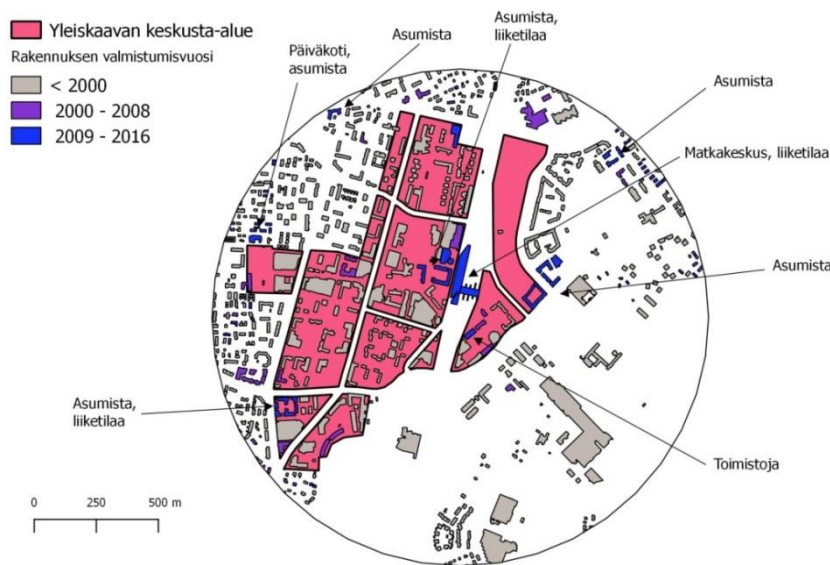 Yleiskaavan keskusta-alue
Rakennuksen valmistumisvuosi
< 2000
2000 - 2008
2009 - 2016
Päiväkoti,
asumista
Asumista
Asumista,
liiketilaa
Asumista
Matkakeskus, liiketilaa
Asumista
Asumista,
liiketilaa
Toimistoja
0 250 500 m